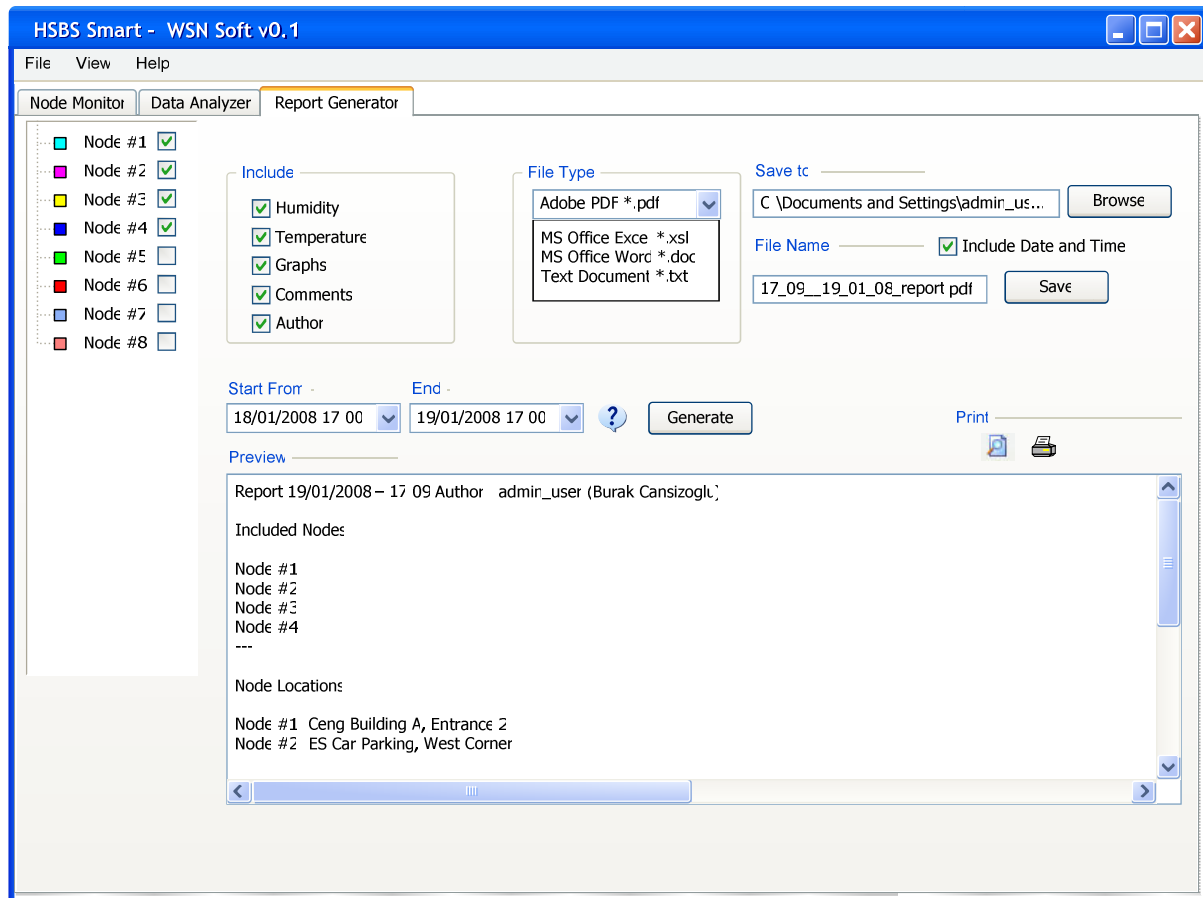 HSBS Smart - WSN Soft v0.1
File View Help
Node Monitor Data Analyzer Report Generator
Node #1
Node #2
Node #3
Node #4
Node #5
Node #6
Node #7
Node #8
Include
Humidity
Temperature
Graphs
Comments
Author
File Type
Adobe PDF *.pdf
MS Office Exce *.xsl
MS Office Word *.doc
Text Document *.txt
Save to
C \Documents and Settings\admin_us... Browse
File Name Include Date and Time
17_09__19_01_08_report pdf Save
Start From - End -
18/01/2008 17 00 19/01/2008 17 00 ? Generate
Print
Preview
Report 19/01/2008 – 17 09 Author admin_user (Burak Cansizoglu)
Included Nodes
Node #1
Node #2
Node #3
Node #4
---
Node Locations
Node #1 Ceng Building A, Entrance 2
Node #2 ES Car Parking, West Corner